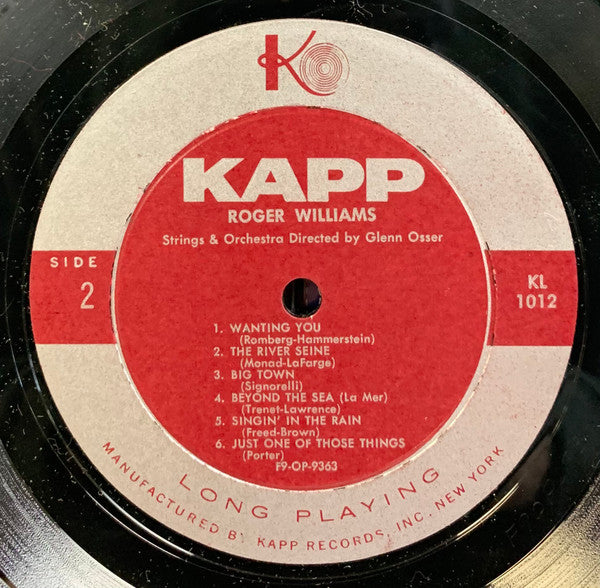 K
KAPP
ROGER WILLIAMS
Strings & Orchestra Directed by Glenn Osser
SIDE
2
KL
1012
1. WANTING YOU
(Romberg-Hammerstein)
2. THE RIVER SEINE
(Monad-LaFarge)
3. BIG TOWN
(Signorelli)
4. BEYOND THE SEA (La Mer)
(Trenet-Lawrence)
5. SINGIN' IN THE RAIN
(Freed-Brown)
6. JUST ONE OF THOSE THINGS
(Porter)
F9-OP-9363
LONG PLAYING
MANUFACTURED BY KAPP RECORDS, INC. NEW YORK